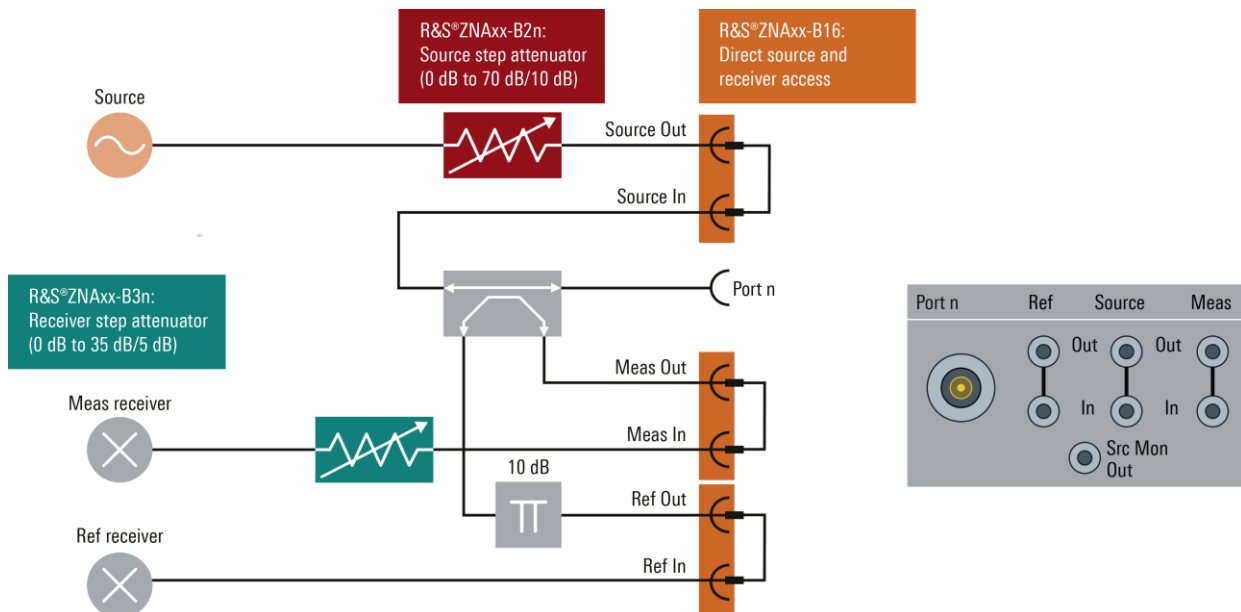 R&S®ZNAxx-B2n:
Source step attenuator
(0 dB to 70 dB/10 dB)
R&S®ZNAxx-B16:
Direct source and
receiver access
Source
Source Out
Source In
R&S®ZNAxx-B3n:
Receiver step attenuator
(0 dB to 35 dB/5 dB)
Port n
Meas Out
Meas receiver
Meas In
10 dB
Ref Out
Ref receiver
Ref In
Port n Ref Source Meas
Out Out
In In
Src Mon
Out